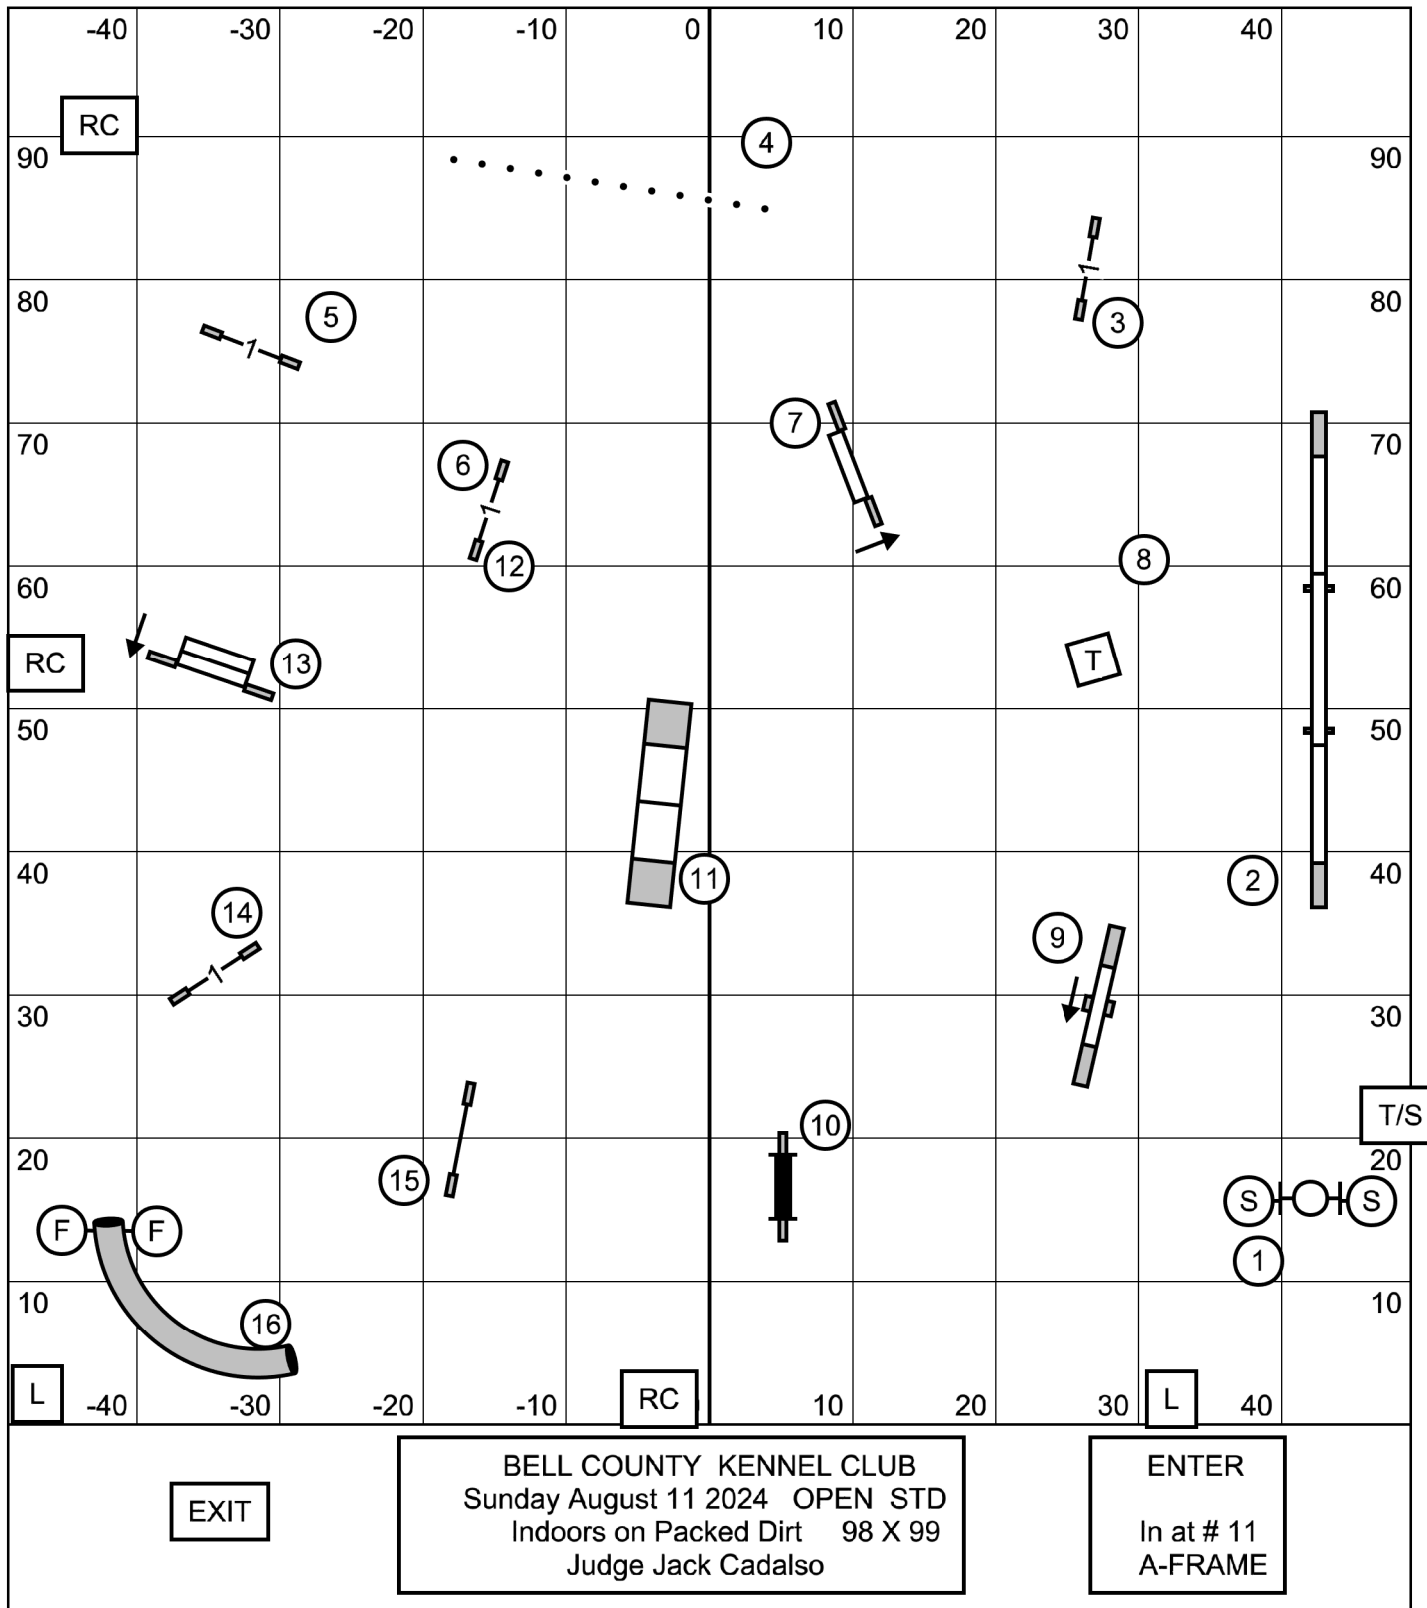 -40 -30 -20 -10 0 10 20 30 40
RC
4
90 90
3
80 80
5
7
70 70
6
8
12
60 60
RC 13 T
50 50
11
2
40 40
14
9
1
1
1
1
30 30
T/S
10
20 20
15
S S
F F
1
10 10
16
L -40 -30 -20 -10 RC 10 20 30 L 40
BELL COUNTY KENNEL CLUB
Sunday August 11 2024 OPEN STD
Indoors on Packed Dirt 98 X 99
Judge Jack Cadalso
EXIT
ENTER
In at # 11
A-FRAME